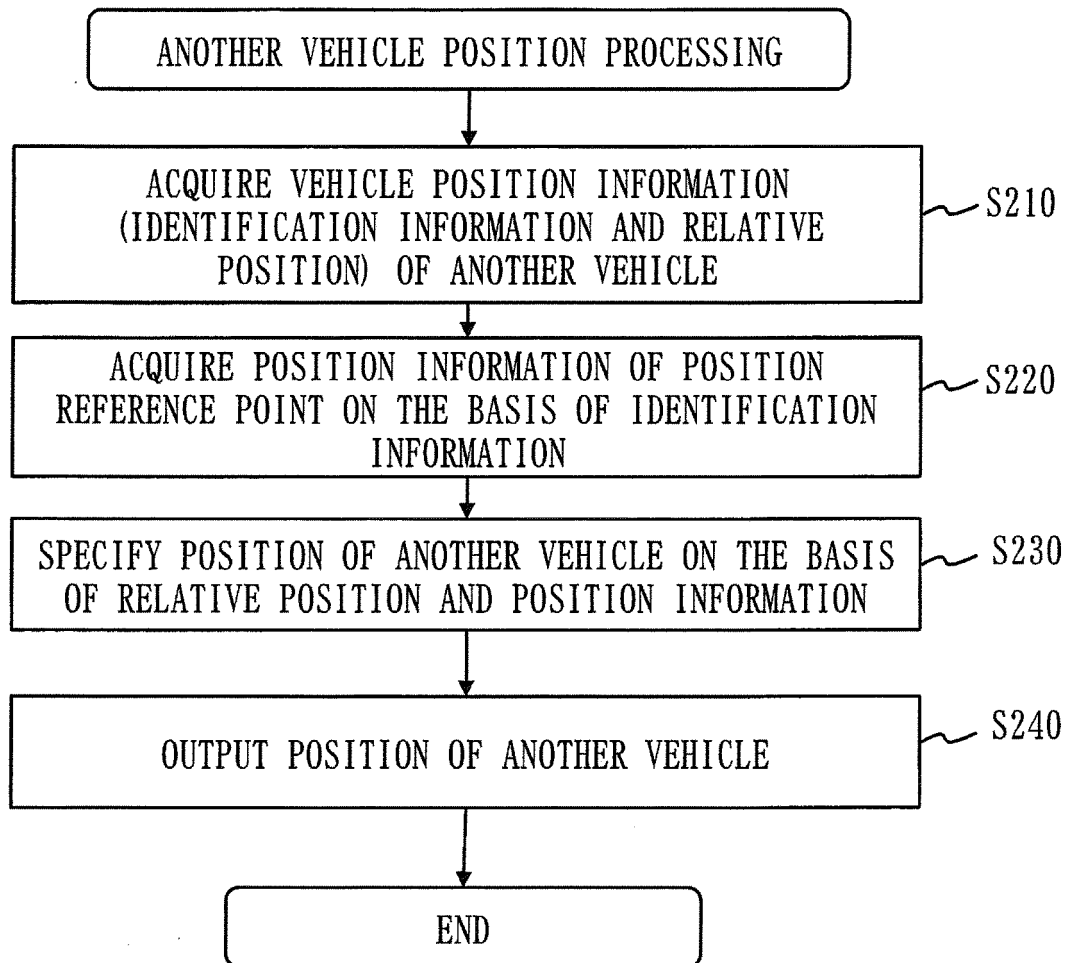 ANOTHER VEHICLE POSITION PROCESSING
ACQUIRE VEHICLE POSITION INFORMATION
(IDENTIFICATION INFORMATION AND RELATIVE
POSITION) OF ANOTHER VEHICLE
S210
ACQUIRE POSITION INFORMATION OF POSITION
REFERENCE POINT ON THE BASIS OF IDENTIFICATION
INFORMATION
S220
SPECIFY POSITION OF ANOTHER VEHICLE ON THE BASIS
OF RELATIVE POSITION AND POSITION INFORMATION
S230
OUTPUT POSITION OF ANOTHER VEHICLE
S240
END